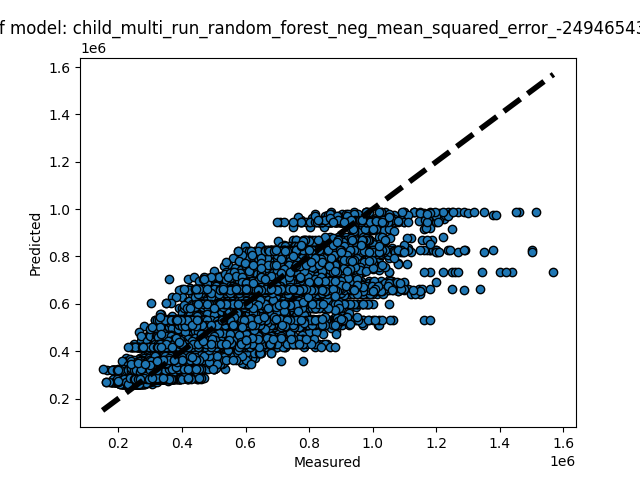 f model: child_multi_run_random_forest_neg_mean_squared_error_-24946543
1e6
1.6
1.4
1.2
1.0
0.8
0.6
0.4
0.2
Predicted
0.2 0.4 0.6 0.8 1.0 1.2 1.4 1.6
Measured
1e6